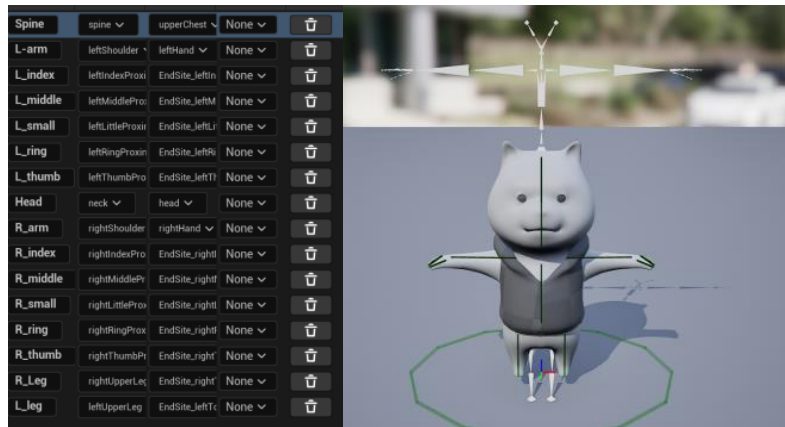 Spine spine upperChest None
L-arm leftShoulder leftHand None
L_index leftIndexProxi EndSite_leftIn None
L_middle leftMiddlePro EndSite_leftM None
L_small leftLittleProxin EndSite_leftLi None
L_ring leftRingProxin EndSite_leftRi None
L_thumb leftThumbPro EndSite_leftTh None
Head neck head None
R_arm rightShoulder rightHand None
R_index rightIndexPro EndSite_rightI None
R_middle rightMiddlePr EndSite_right None
R_small rightLittleProx EndSite_rightL None
R_ring rightRingProx EndSite_right None
R_thumb rightThumbPr EndSite_right None
R_Leg rightUpperLeg EndSite_right None
L_leg leftUpperLeg EndSite_leftTo None